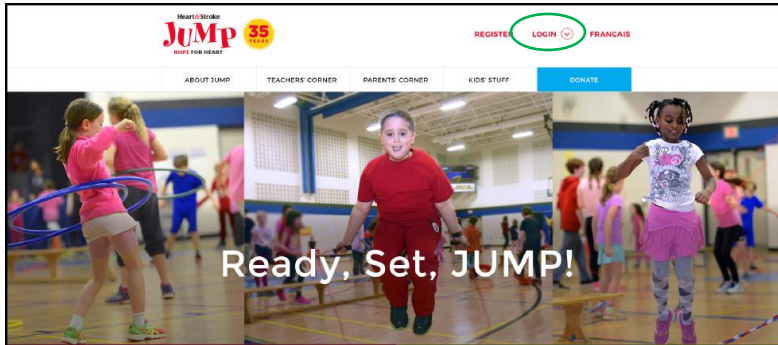 Heart&Stroke
JUMP
HOPE FOR HEART
35
YEARS
REGISTER
LOGIN
FRANCAIS
ABOUT JUMP
TEACHERS' CORNER
PARENTS' CORNER
KIDS' STUFF
DONATE
Ready, Set, JUMP!